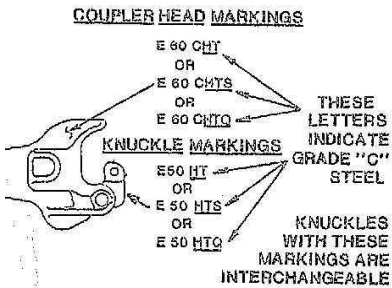 COUPLER HEAD MARKINGS
E 60 CHT
OR
E 60 CHTS
OR
E 60 CHTQ
THESE
LETTERS
INDICATE
GRADE "C"
STEEL
KNUCKLE MARKINGS
E50 HT
OR
E 50 HTS
OR
E 50 HTQ
KNUCKLES
WITH THESE
MARKINGS ARE
INTERCHANGEABLE